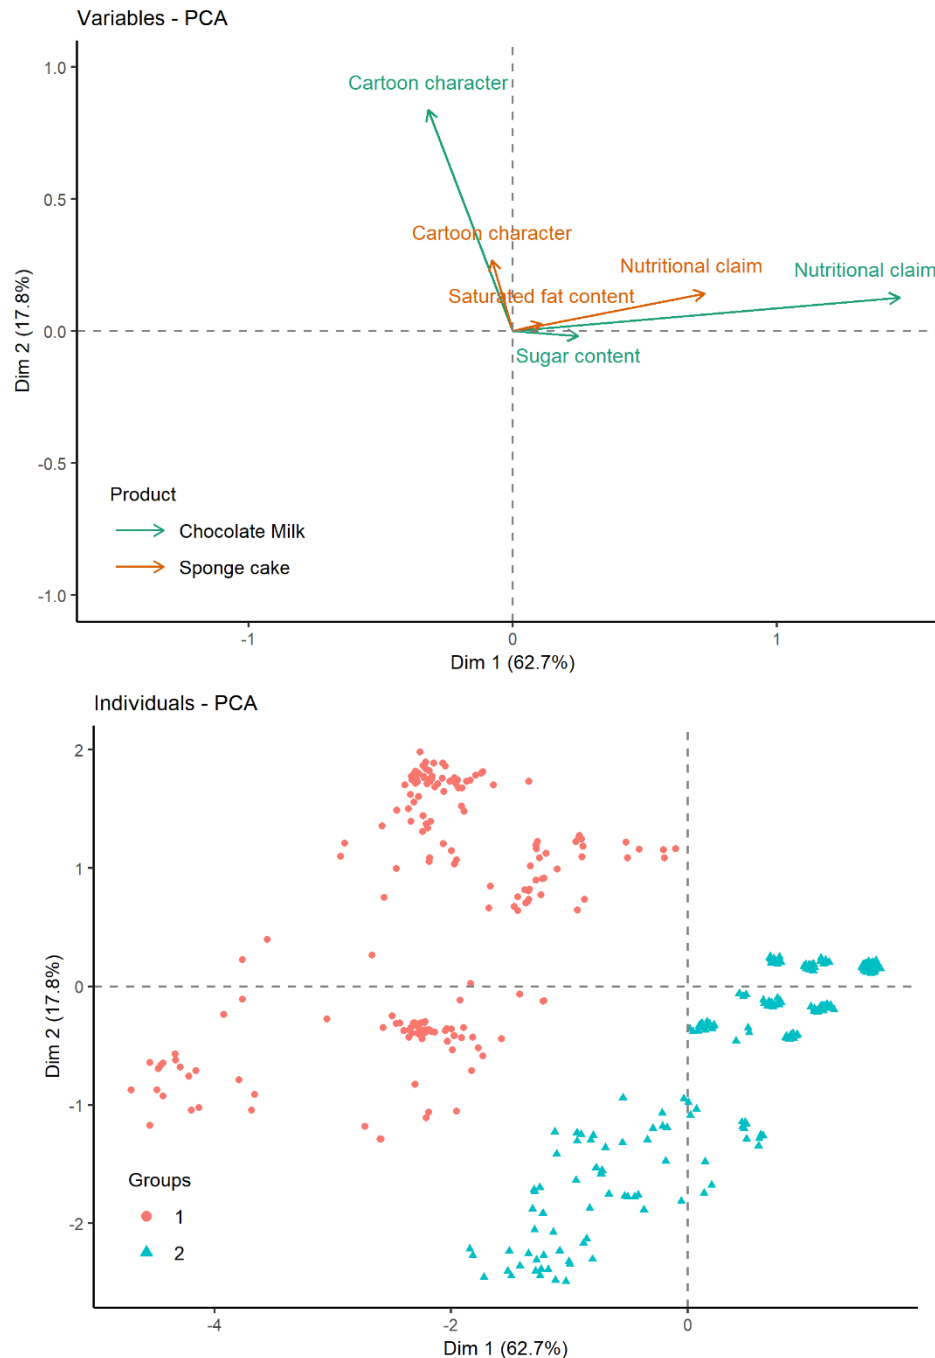 Variables - PCA
1.0
Cartoon character
0.5
Cartoon character
Nutritional claim
Nutritional claim
Saturated fat content
0.0
Sugar content
Dim 2 (17.8%)
-0.5
Product
Chocolate Milk
Sponge cake
-1.0
-1
0
1
Dim 1 (62.7%)
Individuals - PCA
2
1
0
Dim 2 (17.8%)
-1
Groups
1
2
-2
-4
-2
0
Dim 1 (62.7%)